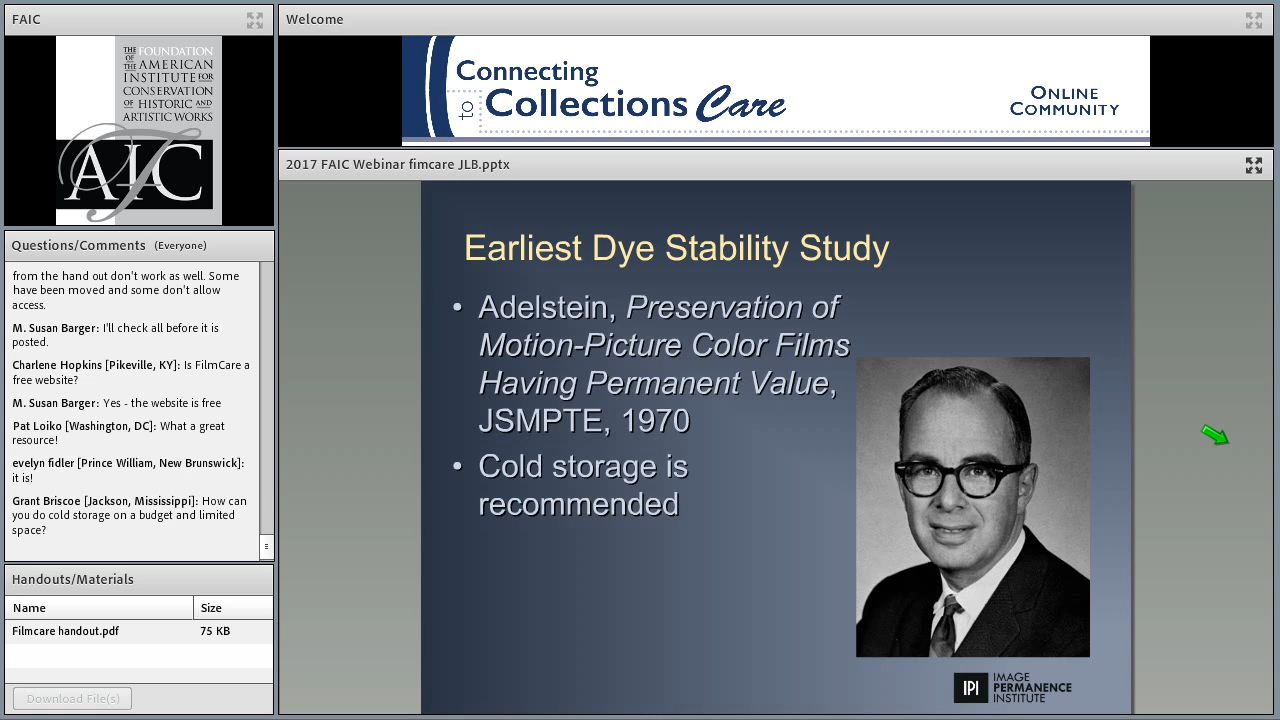 FAIC
THE FOUNDATION
OF THE AMERICAN
INSTITUTE FOR
CONSERVATION
OF HISTORIC AND
ARTISTIC WORKS
AIC
Questions/Comments (Everyone)
from the hand out don't work as well. Some
have been moved and some don't allow
access.
M. Susan Barger: I'll check all before it is
posted.
Charlene Hopkins [Pikeville, KY]: Is FilmCare a
free website?
M. Susan Barger: Yes - the website is free
Pat Loiko [Washington, DC]: What a great
resource!
evelyn fidler [Prince William, New Brunswick]:
it is!
Grant Briscoe [Jackson, Mississippi]: How can
you do cold storage on a budget and limited
space?
Handouts/Materials
Name Size
Filmcare handout.pdf 75 KB
Download File(s)
Welcome
Connecting
to Collections Care
ONLINE
COMMUNITY
2017 FAIC Webinar fimcare JLB.pptx
Earliest Dye Stability Study
• Adelstein, Preservation of
Motion-Picture Color Films
Having Permanent Value,
JSMPTE, 1970
• Cold storage is
recommended
IPI
IMAGE
PERMANENCE
INSTITUTE